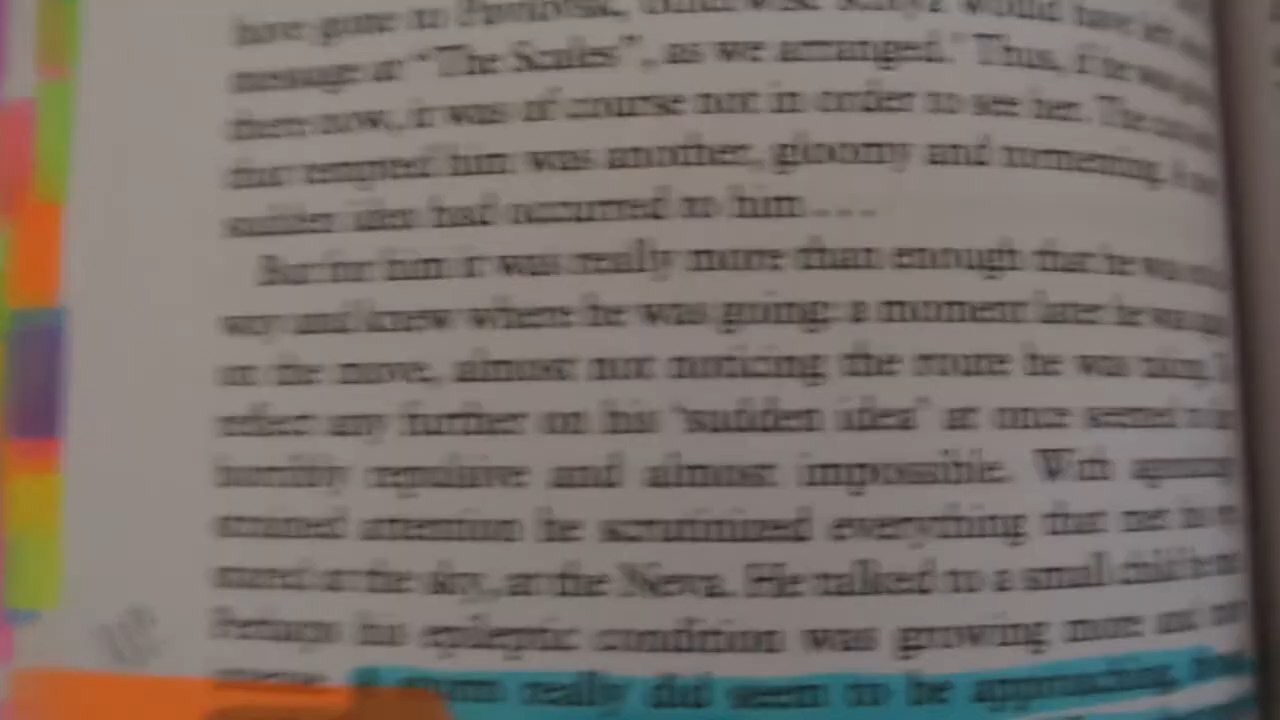 have gone to Pavlovsk, otherwise Kolya would have left
message at "The Scales", as we arranged.' Thus, if he was
there now, it was of course not in order to see her. The
that tempted him was another, gloomy and tormenting. A
sudden idea had occurred to him....
But for him it was really more than enough that he was
way and knew where he was going: a moment later he was
on the move, almost not noticing the route he was taking.
reflect any further on his 'sudden idea' at once seemed
horribly repulsive and almost impossible. With
strained attention he scrutinized everything that met
stared at the sky, at the Neva. He talked to a small child
Perhaps his epileptic condition was growing more and
really did seem to be approaching,